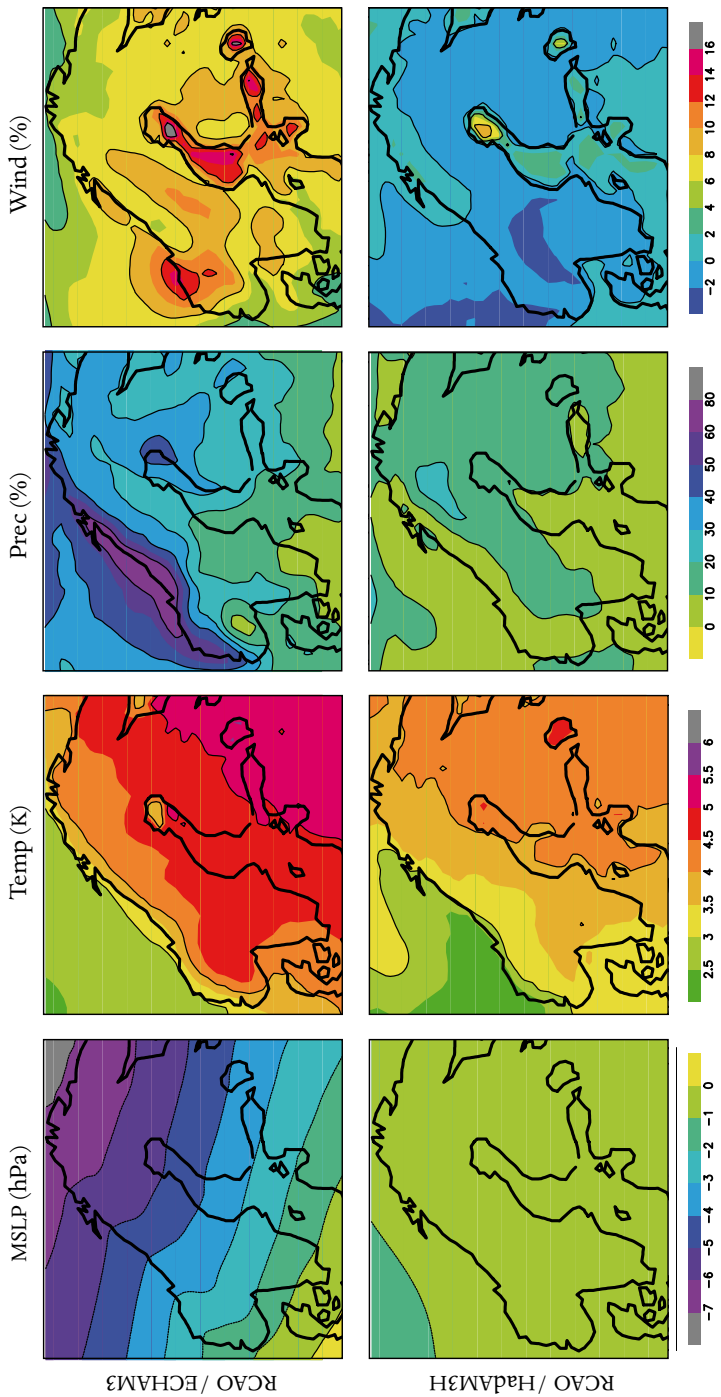 MSLP (hPa)
Temp (K)
Prec (%)
Wind (%)
RCAO / ECHAM3
RCAO / HadAM3H
−7 −6 −5 −4 −3 −2 −1 0
2.5 3 3.5 4 4.5 5 5.5 6
0 10 20 30 40 50 60 80
−2 0 2 4 6 8 10 12 14 16